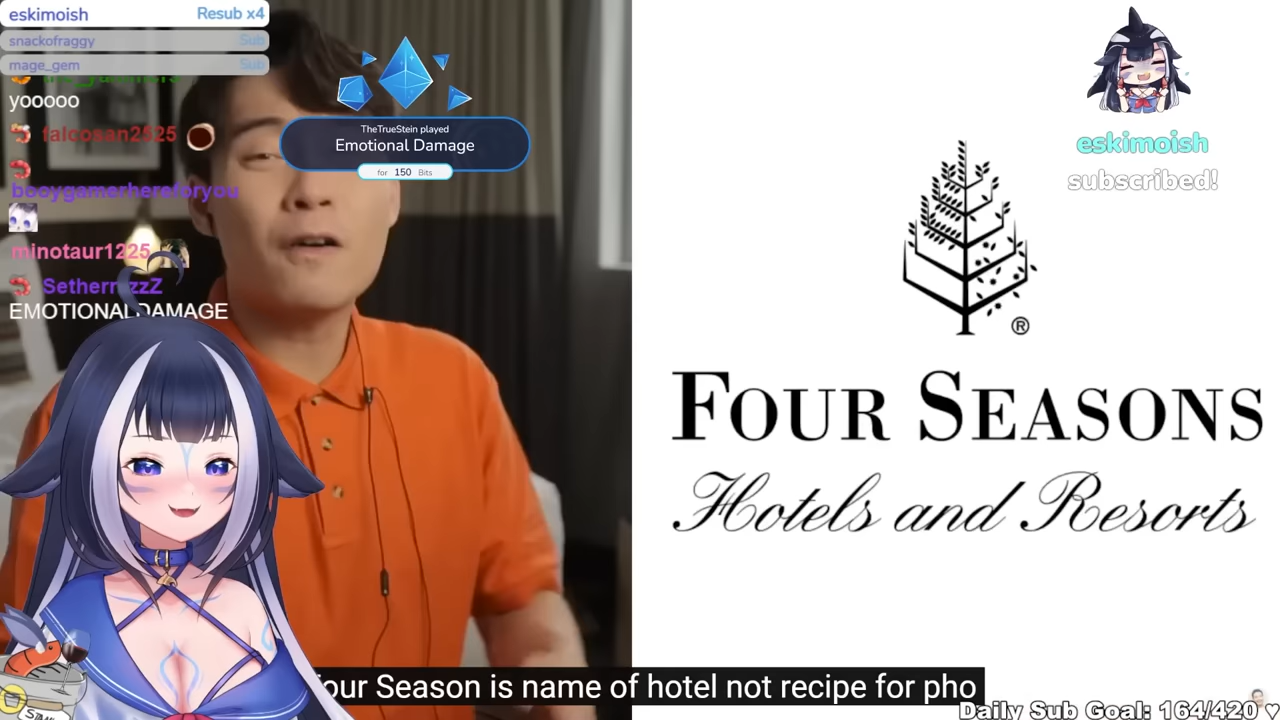 eskimoish Resub x4
snackofraggy Sub
mage_gem Sub
yooooo
falcosan2525
booygamerhereforyou
minotaur1225
EMOTIONAL DAMAGE
TheTrueStein played
Emotional Damage
for 150 Bits
eskimoish
subscribed!
®
FOUR SEASONS
Hotels and Resorts
our Season is name of hotel not recipe for pho
Daily Sub Goal: 164/420 ♥